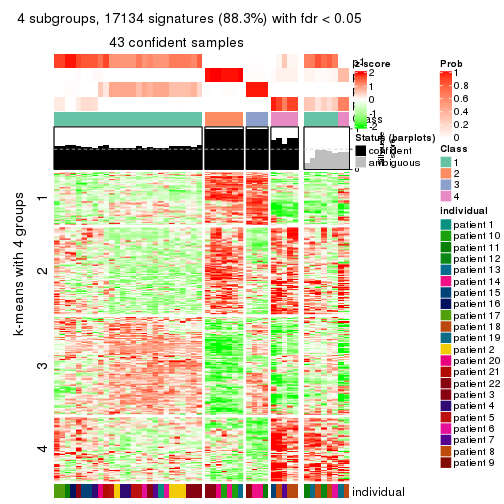 4 subgroups, 17134 signatures (88.3%) with fdr < 0.05
43 confident samples
z-score
2
1
0
-1
-2
Status (barplots)
confident
ambiguous
Prob
1
0.8
0.6
0.4
0.2
0
Class
1
2
3
4
individual
patient 1
patient 10
patient 11
patient 12
patient 13
patient 14
patient 15
patient 16
patient 17
patient 18
patient 19
patient 2
patient 20
patient 21
patient 22
patient 3
patient 4
patient 5
patient 6
patient 7
patient 8
patient 9
k-means with 4 groups
1
2
3
4
individual